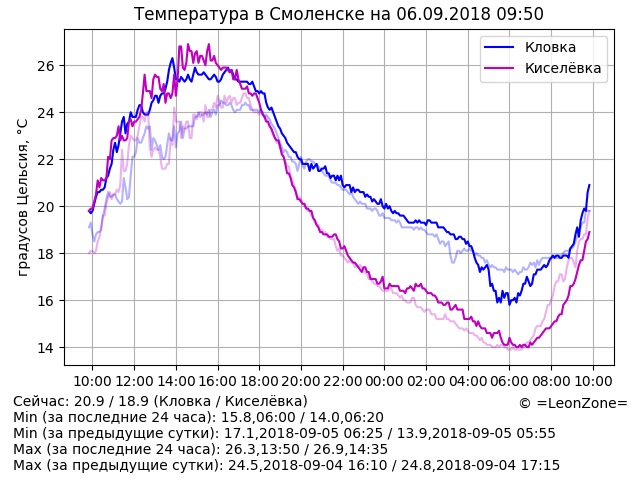 Температура в Смоленске на 06.09.2018 09:50
Кловка
Киселёвка
градусов Цельсия, °C
26
24
22
20
18
16
14
10:00 12:00 14:00 16:00 18:00 20:00 22:00 00:00 02:00 04:00 06:00 08:00 10:00
Сейчас: 20.9 / 18.9 (Кловка / Киселёвка)
© =LeonZone=
Min (за последние 24 часа): 15.8,06:00 / 14.0,06:20
Min (за предыдущие сутки): 17.1,2018-09-05 06:25 / 13.9,2018-09-05 05:55
Max (за последние 24 часа): 26.3,13:50 / 26.9,14:35
Max (за предыдущие сутки): 24.5,2018-09-04 16:10 / 24.8,2018-09-04 17:15